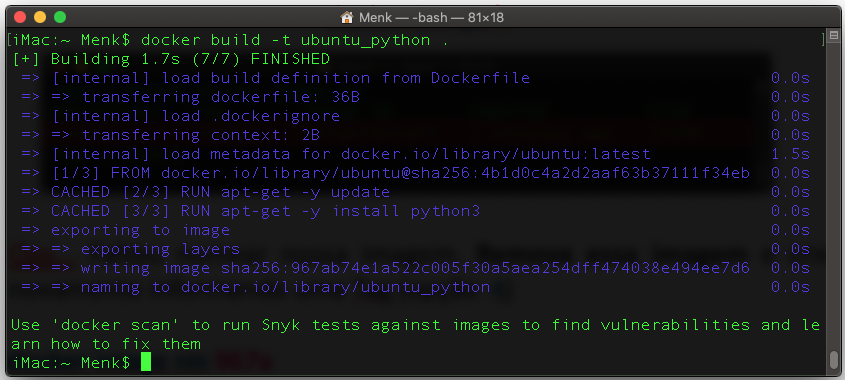 Menk — -bash — 81×18
[iMac:~ Menk$ docker build -t ubuntu_python . ]
[+] Building 1.7s (7/7) FINISHED
=> [internal] load build definition from Dockerfile 0.0s
=> => transferring dockerfile: 36B 0.0s
=> [internal] load .dockerignore 0.0s
=> => transferring context: 2B 0.0s
=> [internal] load metadata for docker.io/library/ubuntu:latest 1.5s
=> [1/3] FROM docker.io/library/ubuntu@sha256:4b1d0c4a2d2aaf63b37111f34eb 0.0s
=> CACHED [2/3] RUN apt-get -y update 0.0s
=> CACHED [3/3] RUN apt-get -y install python3 0.0s
=> exporting to image 0.0s
=> => exporting layers 0.0s
=> => writing image sha256:967ab74e1a522c005f30a5aea254dff474038e494ee7d6 0.0s
=> => naming to docker.io/library/ubuntu_python 0.0s
Use 'docker scan' to run Snyk tests against images to find vulnerabilities and le
arn how to fix them
iMac:~ Menk$